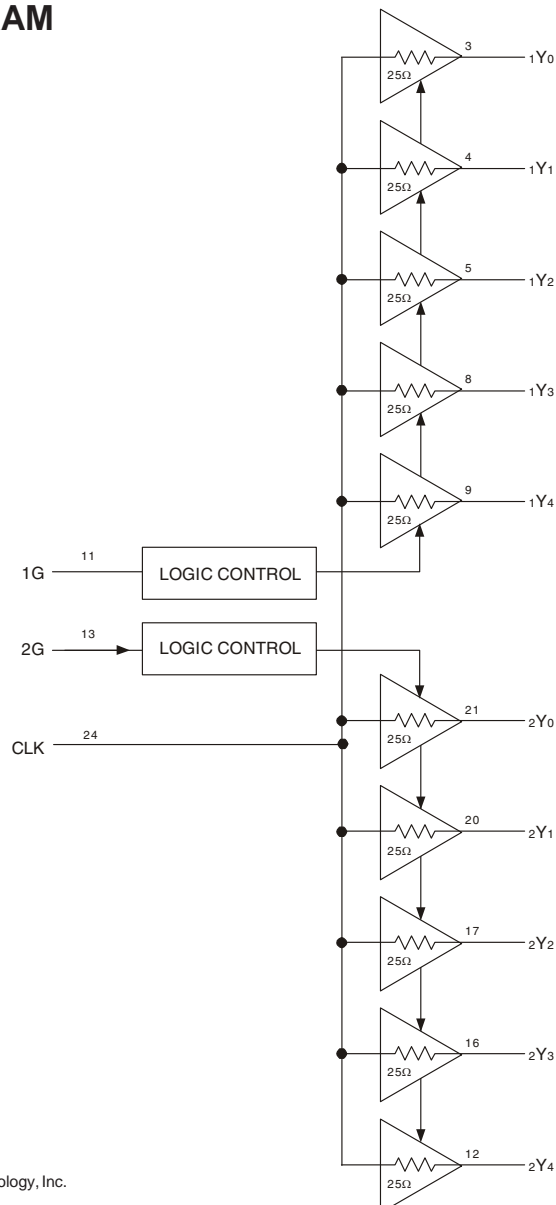 AM
3
1Y0
25Ω
4
1Y1
25Ω
5
1Y2
25Ω
8
1Y3
25Ω
9
1Y4
25Ω
11
1G
LOGIC CONTROL
13
2G
LOGIC CONTROL
21
2Y0
25Ω
24
CLK
20
2Y1
25Ω
17
2Y2
25Ω
16
2Y3
25Ω
12
2Y4
25Ω
ology, Inc.